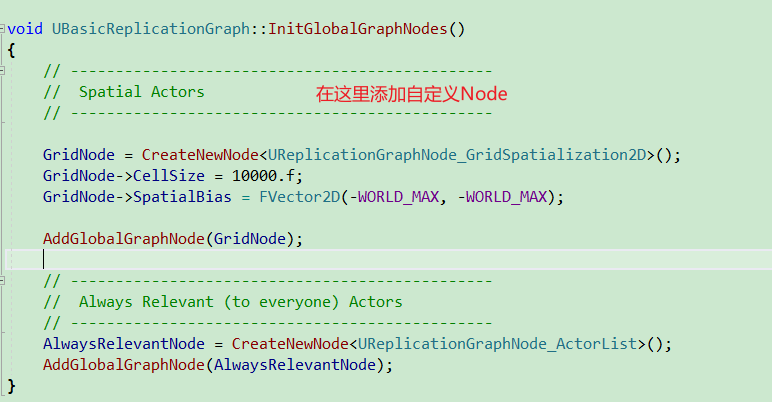 void UBasicReplicationGraph::InitGlobalGraphNodes()
{
// -----------------------------------------------
// Spatial Actors 在这里添加自定义Node
// -----------------------------------------------
GridNode = CreateNewNode<UReplicationGraphNode_GridSpatialization2D>();
GridNode->CellSize = 10000.f;
GridNode->SpatialBias = FVector2D(-WORLD_MAX, -WORLD_MAX);
AddGlobalGraphNode(GridNode);
// -----------------------------------------------
// Always Relevant (to everyone) Actors
// -----------------------------------------------
AlwaysRelevantNode = CreateNewNode<UReplicationGraphNode_ActorList>();
AddGlobalGraphNode(AlwaysRelevantNode);
}